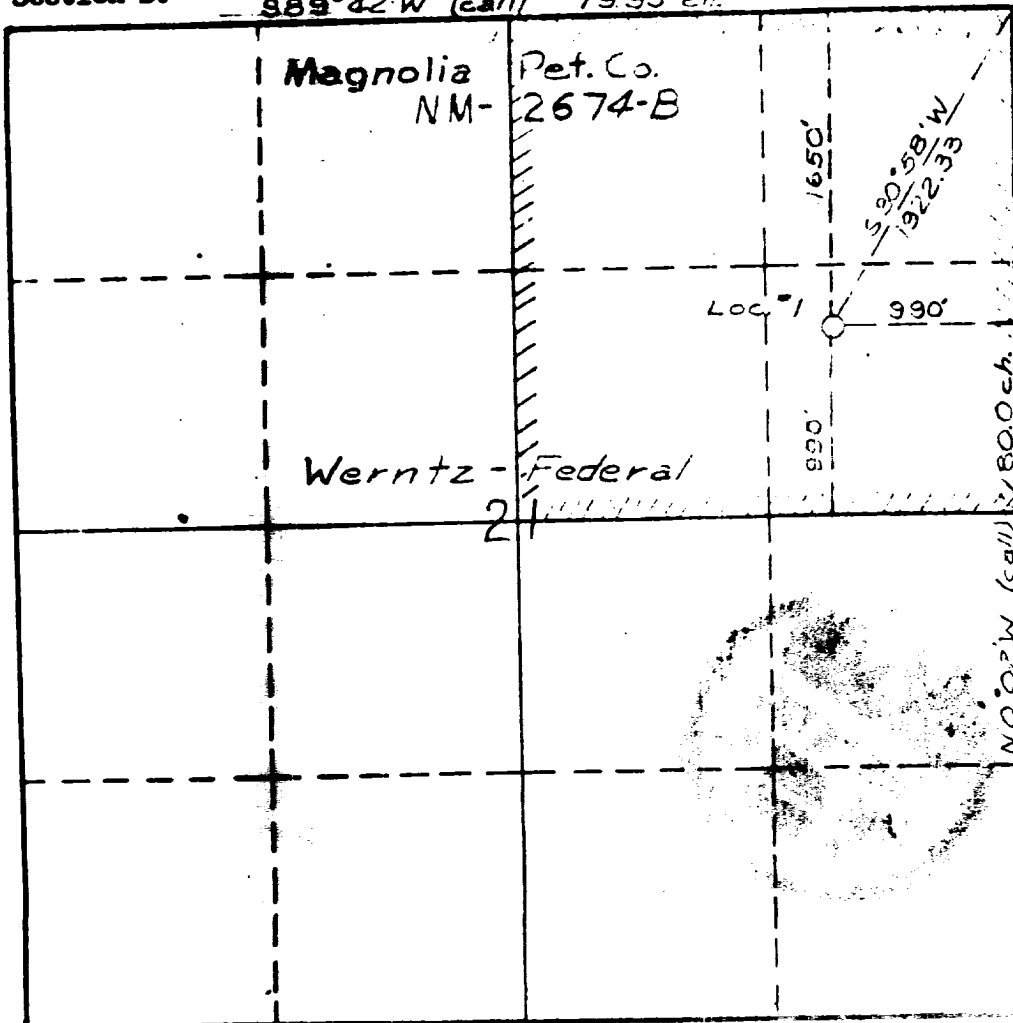 Section B.
S89°42'W (call) 79.95 ch.
Magnolia Pet. Co.
NM- 2674-B
1650'
S30°58'W
1922.33
Loc. #1
990'
990'
Werntz - Federal
21
N0°02'W (call) 80.0 ch.